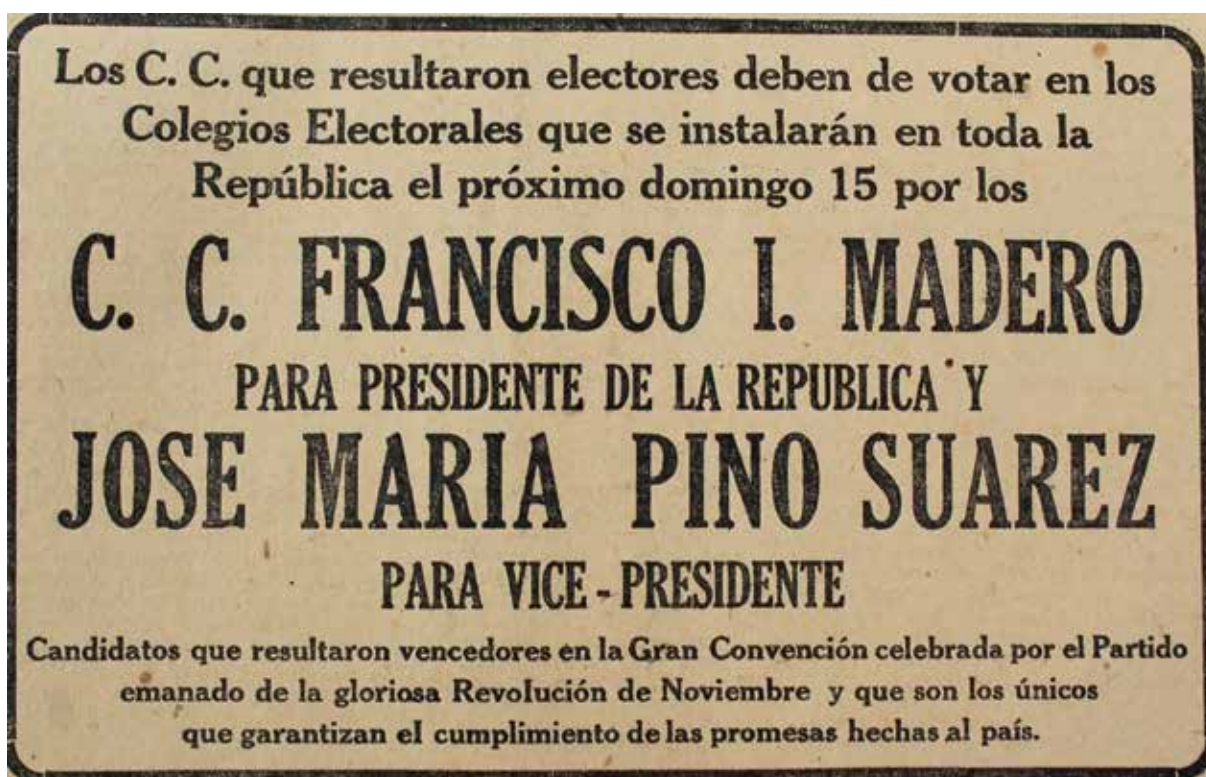 Los C. C. que resultaron electores deben de votar en los
Colegios Electorales que se instalarán en toda la
República el próximo domingo 15 por los
C. C. FRANCISCO I. MADERO
PARA PRESIDENTE DE LA REPUBLICA Y
JOSE MARIA PINO SUAREZ
PARA VICE-PRESIDENTE
Candidatos que resultaron vencedores en la Gran Convención celebrada por el Partido
emanado de la gloriosa Revolución de Noviembre y que son los únicos
que garantizan el cumplimiento de las promesas hechas al país.